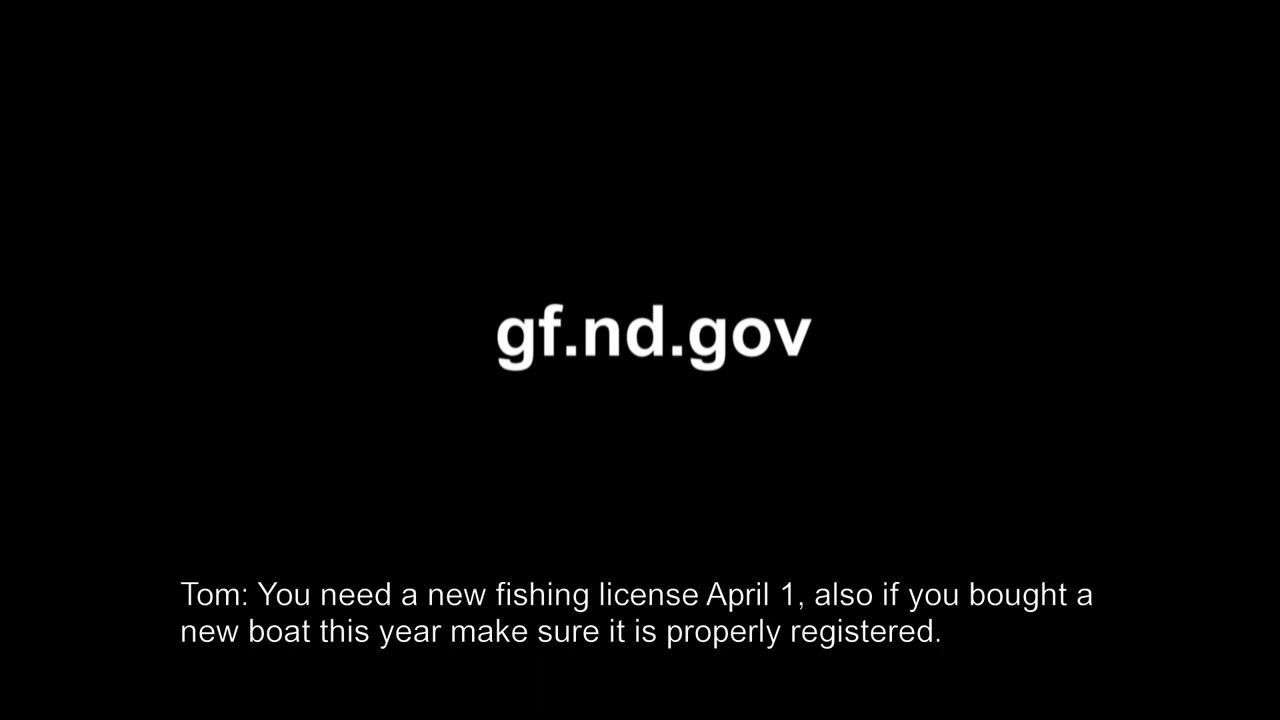 gf.nd.gov
Tom: You need a new fishing license April 1, also if you bought a
new boat this year make sure it is properly registered.